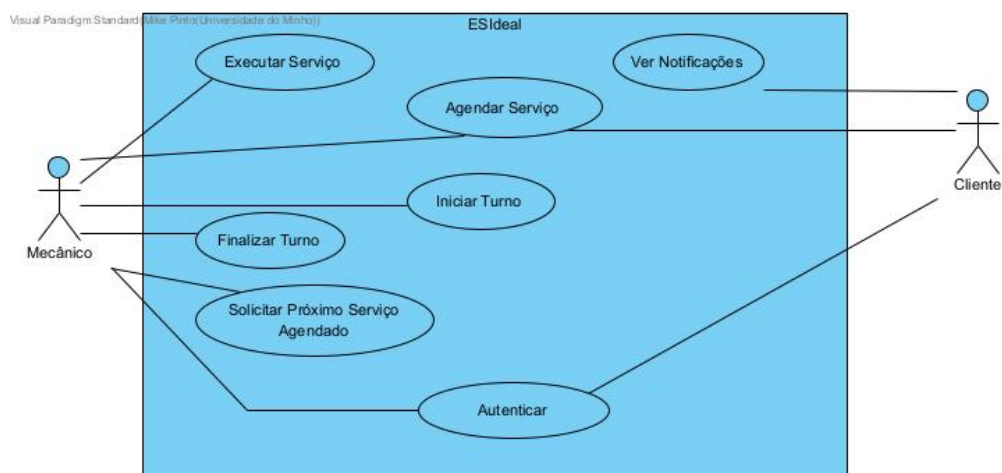 Visual Paradigm Standard(Mike Pinto(Universidade do Minho))
ESIdeal
Executar Serviço
Ver Notificações
Agendar Serviço
Cliente
Iniciar Turno
Mecânico
Finalizar Turno
Solicitar Próximo Serviço
Agendado
Autenticar